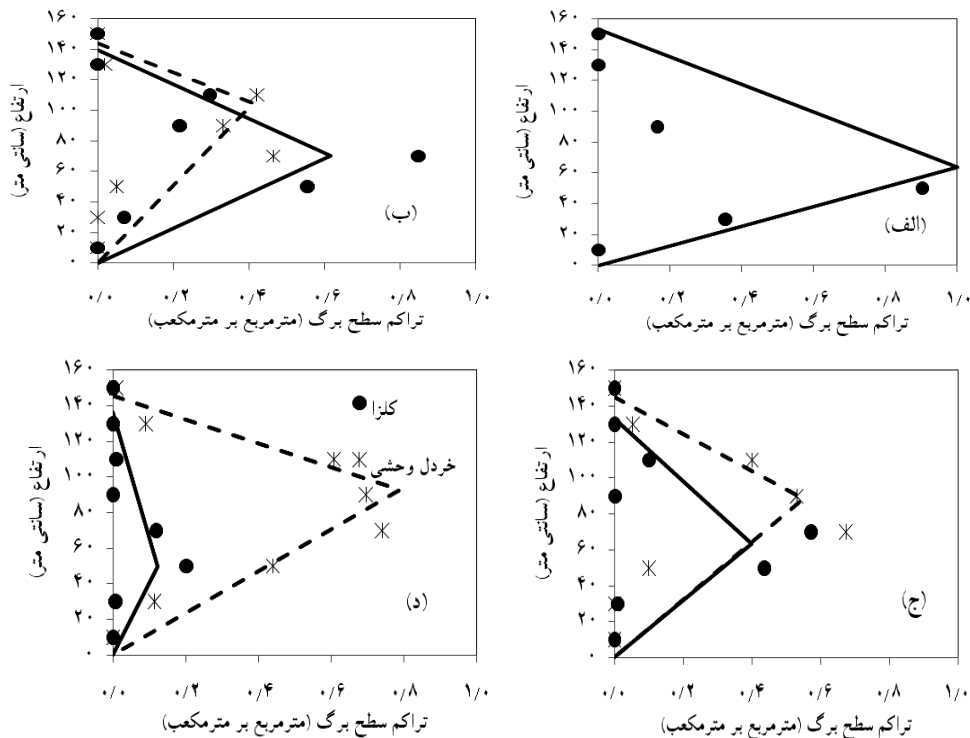 ۱۶۰
۱۴۰
۱۲۰
۱۰۰
۸۰
۶۰
۴۰
۲۰
۰
ارتفاع (سانتی متر)
(الف)
۰/۰ ۰/۲ ۰/۴ ۰/۶ ۰/۸ ۱/۰
تراکم سطح برگ (مترمربع بر مترمکعب)
۱۶۰
۱۴۰
۱۲۰
۱۰۰
۸۰
۶۰
۴۰
۲۰
۰
ارتفاع (سانتی متر)
(ب)
۰/۰ ۰/۲ ۰/۴ ۰/۶ ۰/۸ ۱/۰
تراکم سطح برگ (مترمربع بر مترمکعب)
۱۶۰
۱۴۰
۱۲۰
۱۰۰
۸۰
۶۰
۴۰
۲۰
۰
ارتفاع (سانتی متر)
(ج)
۰/۰ ۰/۲ ۰/۴ ۰/۶ ۰/۸ ۱/۰
تراکم سطح برگ (مترمربع بر مترمکعب)
۱۶۰
۱۴۰
۱۲۰
۱۰۰
۸۰
۶۰
۴۰
۲۰
۰
ارتفاع (سانتی متر)
کلزا
خردل وحشی
(د)
۰/۰ ۰/۲ ۰/۴ ۰/۶ ۰/۸ ۱/۰
تراکم سطح برگ (مترمربع بر مترمکعب)